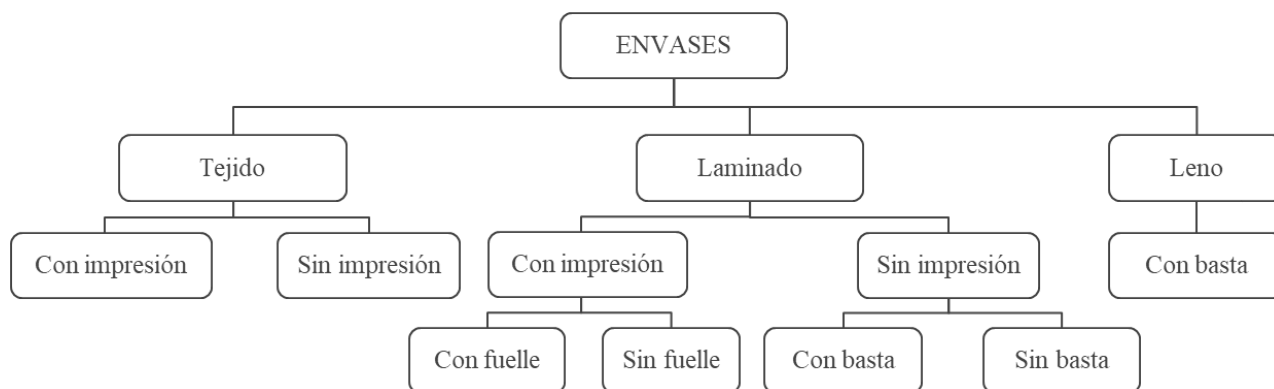 ENVASES
Tejido
Laminado
Leno
Con impresión
Sin impresión
Con impresión
Sin impresión
Con basta
Con fuelle
Sin fuelle
Con basta
Sin basta